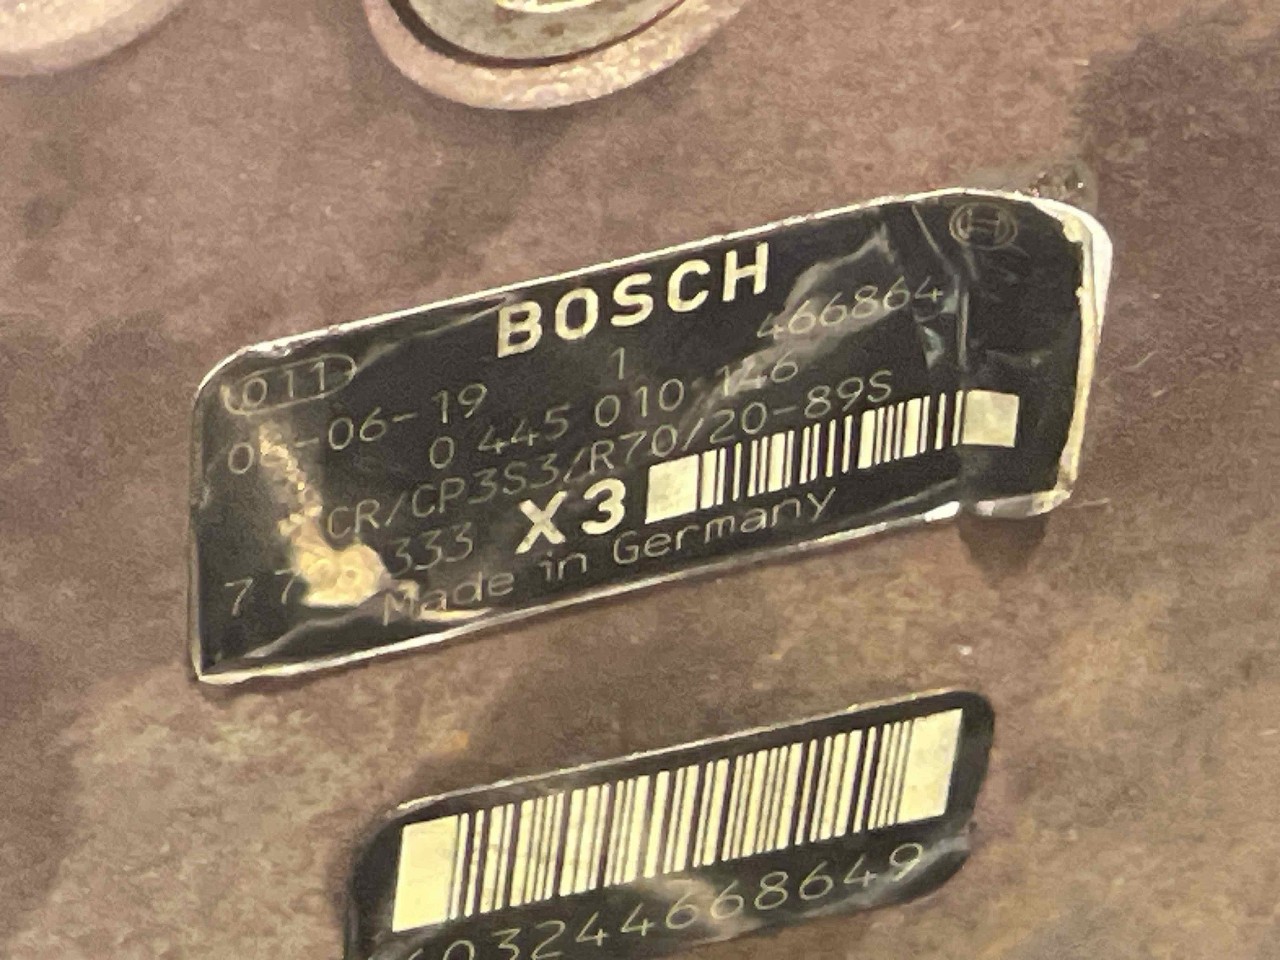 BOSCH
011
1
466864
-06-19
0 445 010 146
CR/CP3S3/R70/20-89S
333
X3
Made in Germany
03244668649